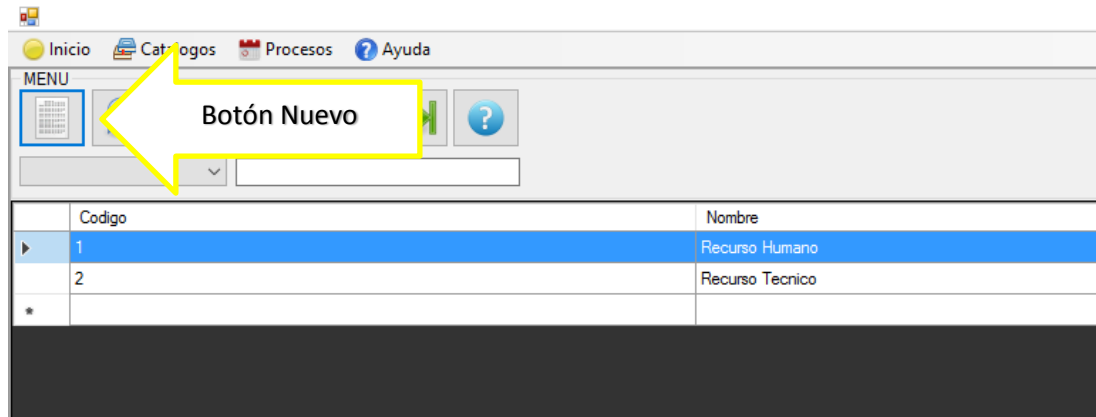 Inicio Catalogos Procesos Ayuda
MENU
Botón Nuevo
Codigo Nombre
1 Recurso Humano
2 Recurso Tecnico